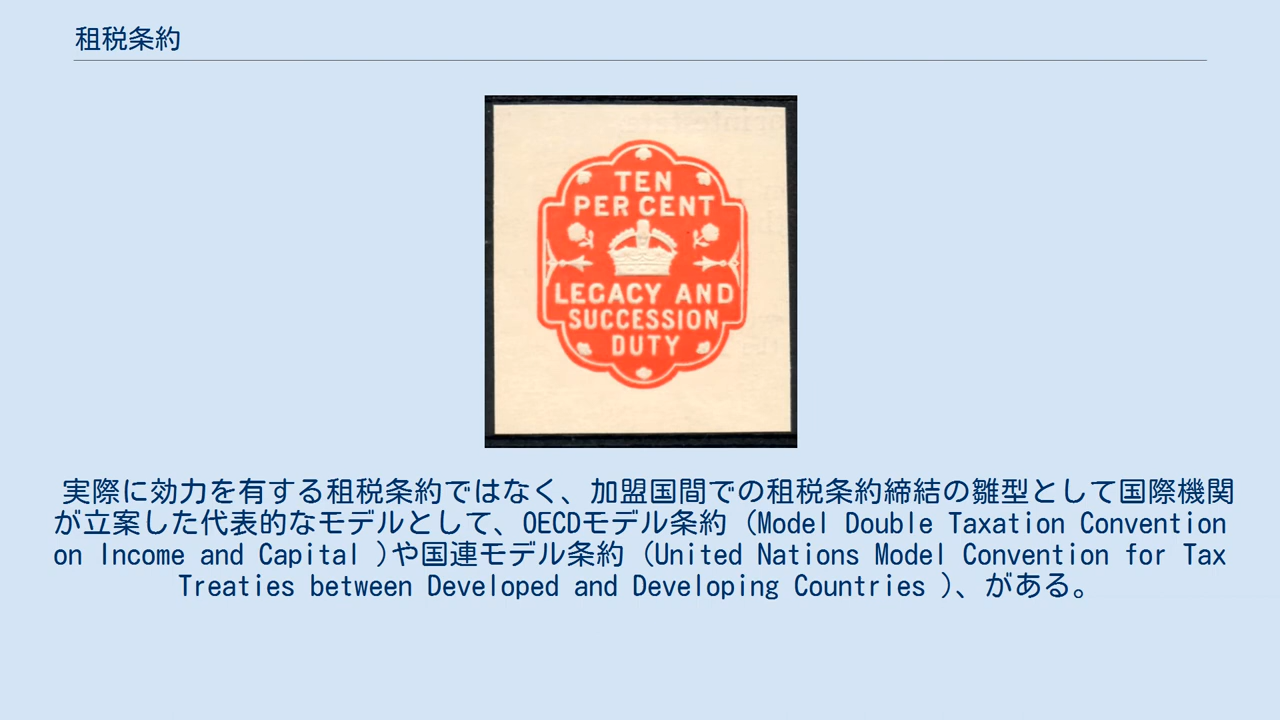 租税条約
TEN
PER CENT
LEGACY AND
SUCCESSION
DUTY
実際に効力を有する租税条約ではなく、加盟国間での租税条約締結の雛型として国際機関
が立案した代表的なモデルとして、OECDモデル条約 (Model Double Taxation Convention
on Income and Capital )や国連モデル条約 (United Nations Model Convention for Tax
Treaties between Developed and Developing Countries )、がある。